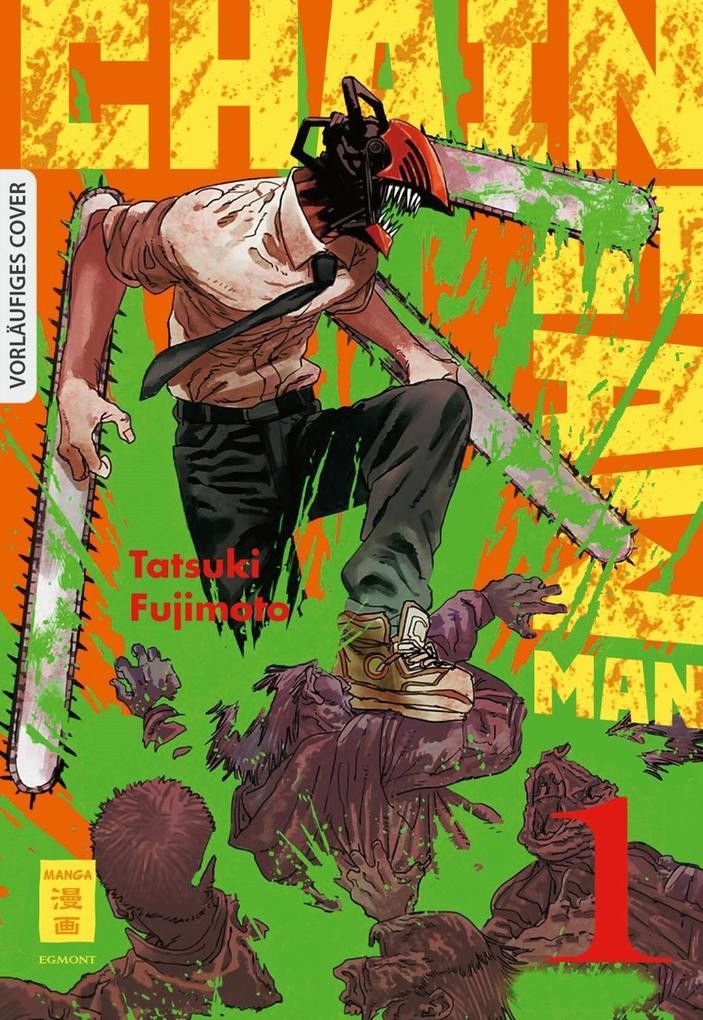 CHAIN
SAW
MAN
VORLÄUFIGES COVER
Tatsuki
Fujimoto
1
MANGA
漫
画
EGMONT